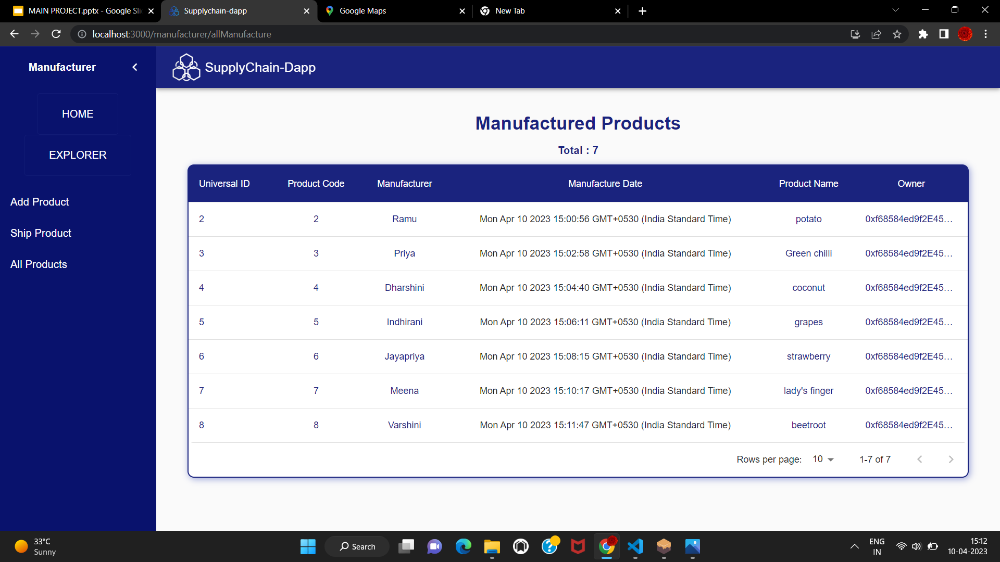 MAIN PROJECT.pptx - Google Sli
Supplychain-dapp
Google Maps
New Tab
localhost:3000/manufacturer/allManufacture
Manufacturer
SupplyChain-Dapp
HOME
EXPLORER
Add Product
Ship Product
All Products
Manufactured Products
Total : 7
Universal ID Product Code Manufacturer Manufacture Date Product Name Owner
2 2 Ramu Mon Apr 10 2023 15:00:56 GMT+0530 (India Standard Time) potato 0xf68584ed9f2E45...
3 3 Priya Mon Apr 10 2023 15:02:58 GMT+0530 (India Standard Time) Green chilli 0xf68584ed9f2E45...
4 4 Dharshini Mon Apr 10 2023 15:04:40 GMT+0530 (India Standard Time) coconut 0xf68584ed9f2E45...
5 5 Indhirani Mon Apr 10 2023 15:06:11 GMT+0530 (India Standard Time) grapes 0xf68584ed9f2E45...
6 6 Jayapriya Mon Apr 10 2023 15:08:15 GMT+0530 (India Standard Time) strawberry 0xf68584ed9f2E45...
7 7 Meena Mon Apr 10 2023 15:10:17 GMT+0530 (India Standard Time) lady's finger 0xf68584ed9f2E45...
8 8 Varshini Mon Apr 10 2023 15:11:47 GMT+0530 (India Standard Time) beetroot 0xf68584ed9f2E45...
Rows per page: 10 1-7 of 7
33°C
Sunny
Search
ENG
IN
15:12
10-04-2023